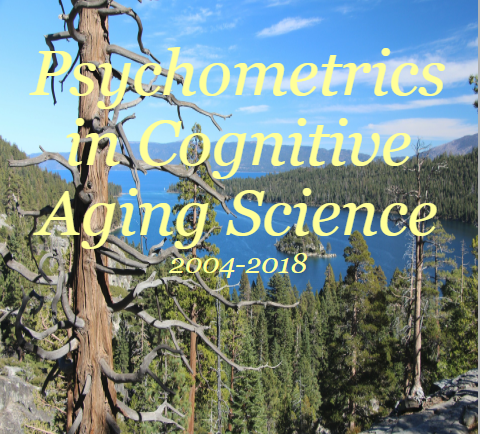 Psychometrics
in Cognitive
Aging Science
2004-2018